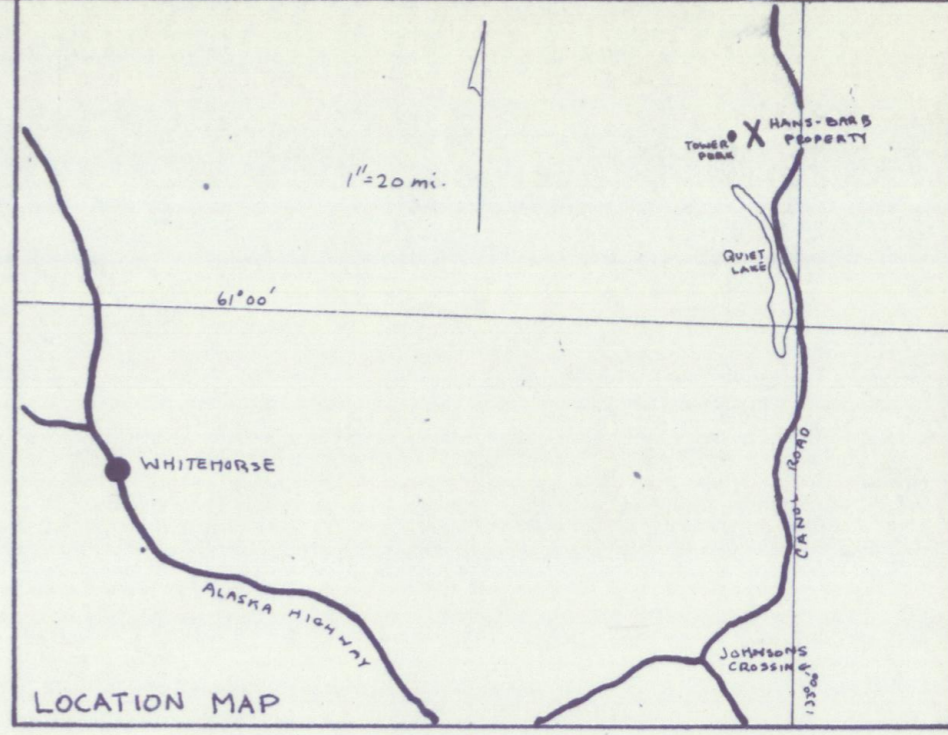 HANS-BARB
PROPERTY
TOWER
PEAK
1"=20 mi.
QUIET
LAKE
61°00'
CANOL ROAD
WHITEHORSE
ALASKA HIGHWAY
JOHNSONS
CROSSING
133°00'
LOCATION MAP